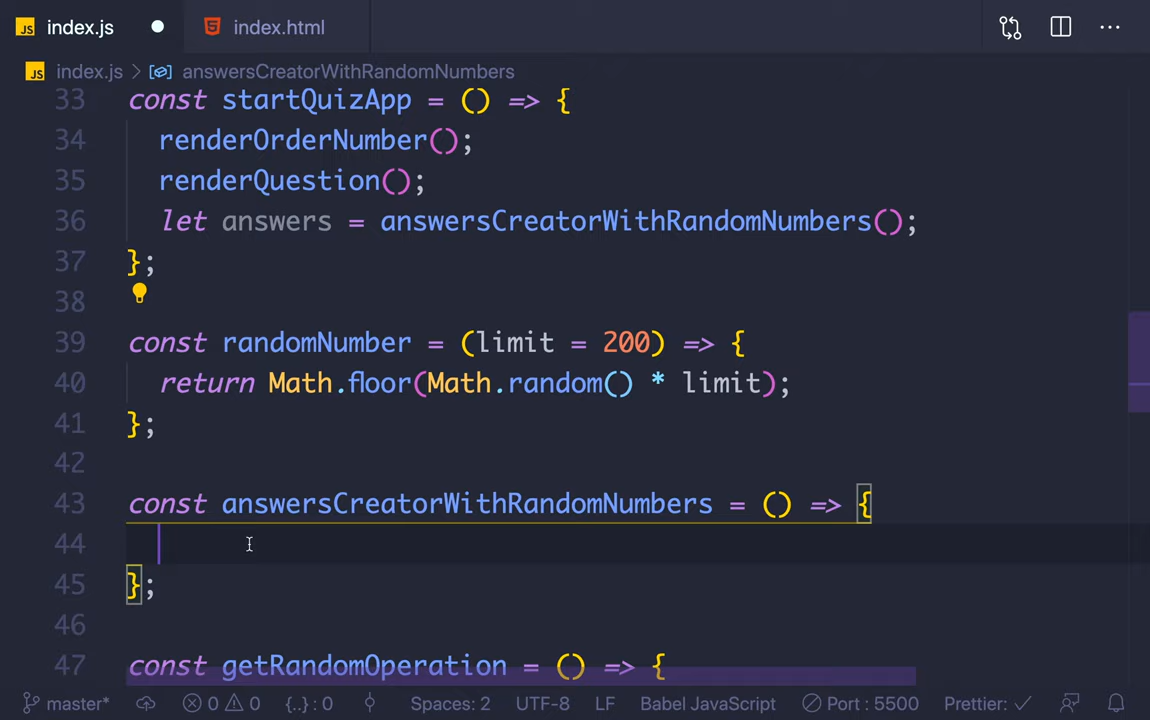 JS index.js index.html
JS index.js > answersCreatorWithRandomNumbers
33 const startQuizApp = () => {
34 renderOrderNumber();
35 renderQuestion();
36 let answers = answersCreatorWithRandomNumbers();
37 };
38
39 const randomNumber = (limit = 200) => {
40 return Math.floor(Math.random() * limit);
41 };
42
43 const answersCreatorWithRandomNumbers = () => {
44
45 };
46
47 const getRandomOperation = () => {
master* 0 0 {..} : 0 Spaces: 2 UTF-8 LF Babel JavaScript Port : 5500 Prettier: ✓